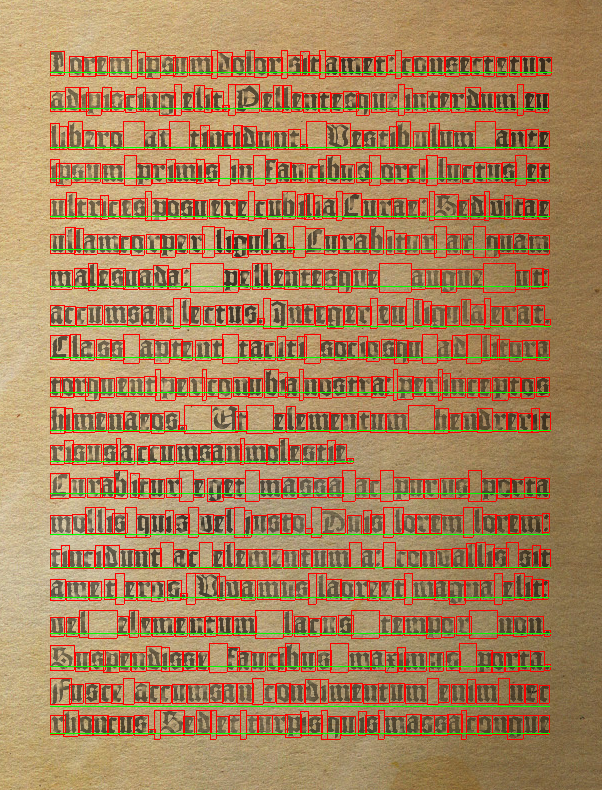 Lorem ipsum dolor sit amet, consectetur
adipiscing elit. Pellentesque interdum eu
libero at tincidunt. Vestibulum ante
ipsum primis in faucibus orci luctus et
ultrices posuere cubilia Curae; Sed vitae
ullamcorper ligula. Curabitur at quam
malesuada, pellentesque augue ut,
accumsan lectus. Integer eu ligula erat.
Class aptent taciti sociosqu ad litora
torquent per conubia nostra, per inceptos
himenaeos. Ut elementum hendrerit
risus accumsan molestie.
Curabitur eget massa ac purus porta
mollis quis vel justo. Duis lorem lorem,
tincidunt ac elementum at, convallis sit
amet eros. Vivamus laoreet magna elit,
vel elementum lacus tempor non.
Suspendisse faucibus maximus porta.
Fusce accumsan condimentum enim nec
rhoncus. Sed et turpis quis massa congue